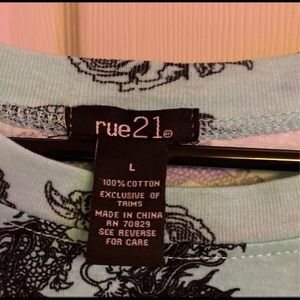 rue21©
L
100% COTTON
EXCLUSIVE OF
TRIMS
MADE IN CHINA
RN 70829
SEE REVERSE
FOR CARE